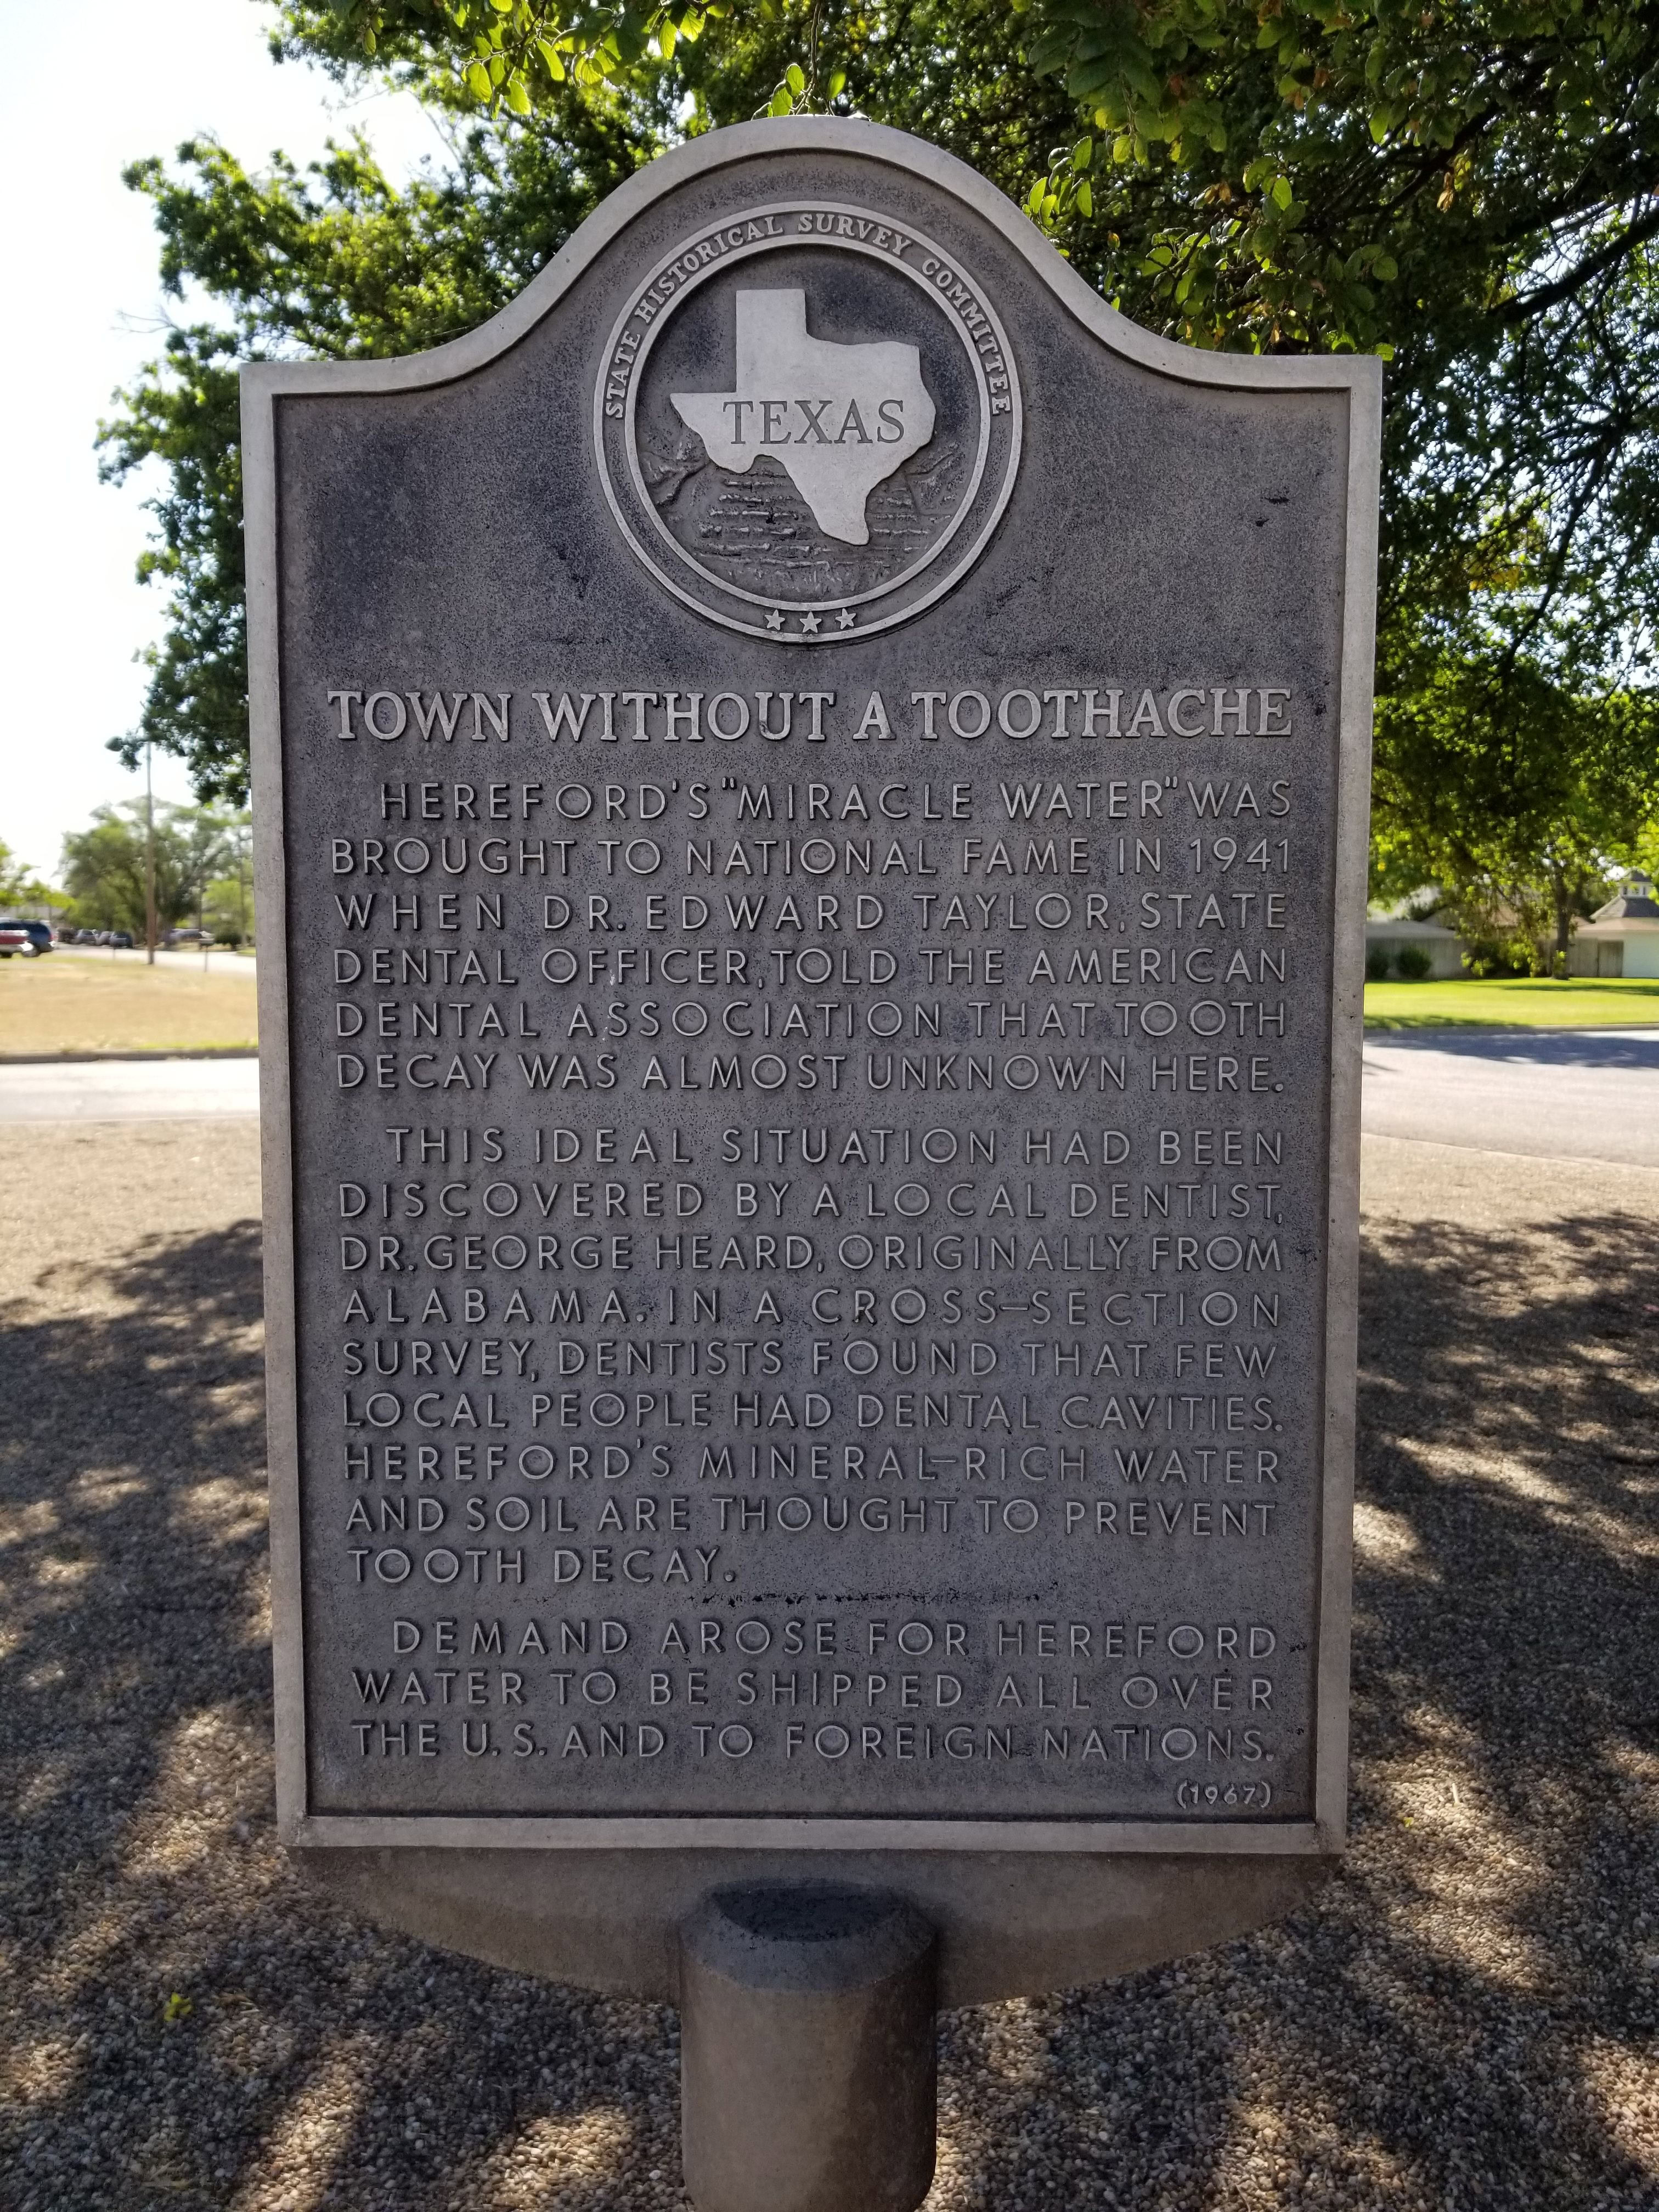 STATE HISTORICAL SURVEY COMMITTEE
TEXAS
TOWN WITHOUT A TOOTHACHE
HEREFORD'S "MIRACLE WATER" WAS
BROUGHT TO NATIONAL FAME IN 1941
WHEN DR. EDWARD TAYLOR, STATE
DENTAL OFFICER, TOLD THE AMERICAN
DENTAL ASSOCIATION THAT TOOTH
DECAY WAS ALMOST UNKNOWN HERE.
THIS IDEAL SITUATION HAD BEEN
DISCOVERED BY A LOCAL DENTIST,
DR. GEORGE HEARD, ORIGINALLY FROM
ALABAMA. IN A CROSS-SECTION
SURVEY, DENTISTS FOUND THAT FEW
LOCAL PEOPLE HAD DENTAL CAVITIES.
HEREFORD'S MINERAL-RICH WATER
AND SOIL ARE THOUGHT TO PREVENT
TOOTH DECAY.
DEMAND AROSE FOR HEREFORD
WATER TO BE SHIPPED ALL OVER
THE U.S. AND TO FOREIGN NATIONS.
(1967)